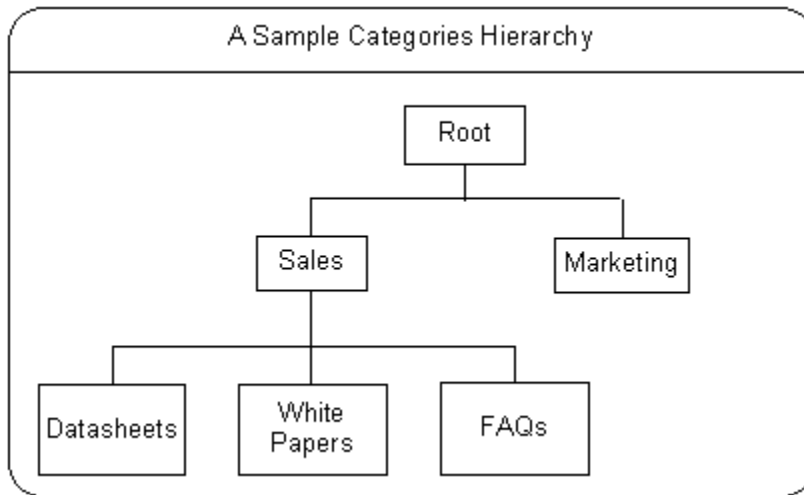 A Sample Categories Hierarchy
Root
Sales
Marketing
Datasheets
White
Papers
FAQs